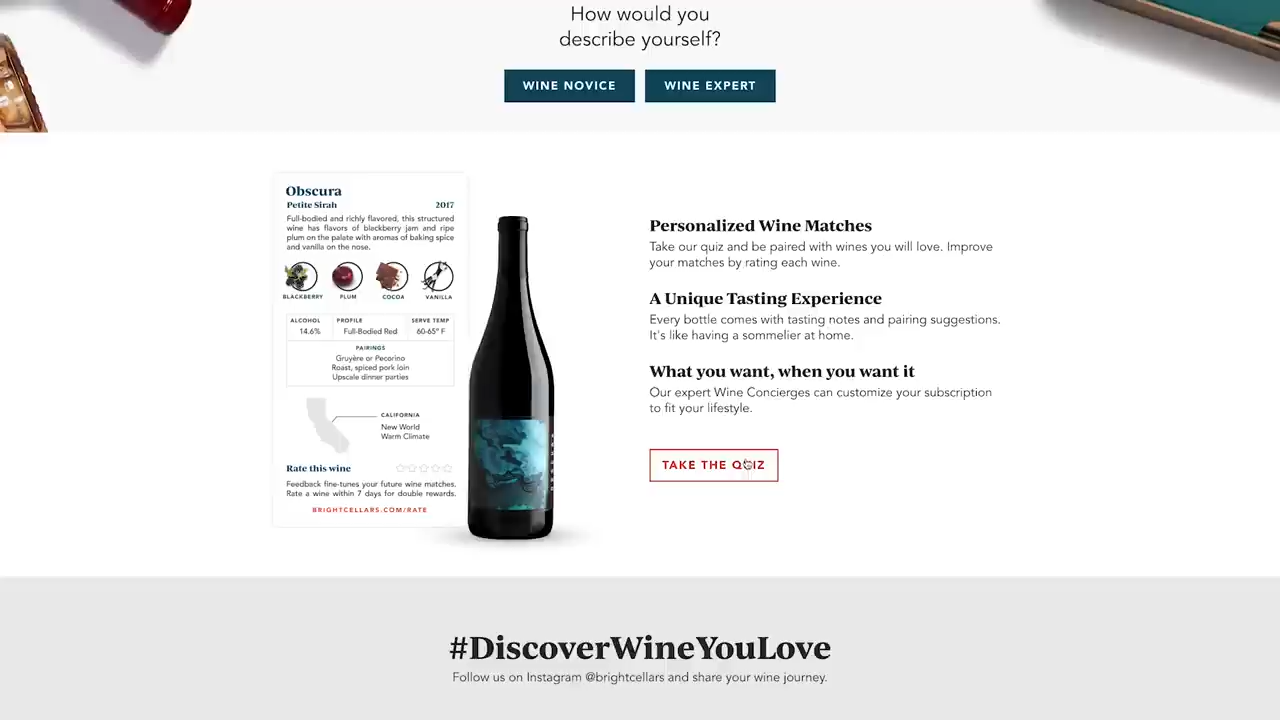 How would you
describe yourself?
WINE NOVICE
WINE EXPERT
Obscura
Petite Sirah 2017
Full-bodied and richly flavored, this structured
wine has flavors of blackberry jam and ripe
plum on the palate with aromas of baking spice
and vanilla on the nose.
BLACKBERRY PLUM COCOA VANILLA
ALCOHOL PROFILE SERVE TEMP
14.6% Full-Bodied Red 60-65° F
PAIRINGS
Gruyère or Pecorino
Roast, spiced pork loin
Upscale dinner parties
CALIFORNIA
New World
Warm Climate
Rate this wine
Feedback fine-tunes your future wine matches.
Rate a wine within 7 days for double rewards.
BRIGHTCELLARS.COM/RATE
Personalized Wine Matches
Take our quiz and be paired with wines you will love. Improve
your matches by rating each wine.
A Unique Tasting Experience
Every bottle comes with tasting notes and pairing suggestions.
It's like having a sommelier at home.
What you want, when you want it
Our expert Wine Concierges can customize your subscription
to fit your lifestyle.
TAKE THE QUIZ
#DiscoverWineYouLove
Follow us on Instagram @brightcellars and share your wine journey.